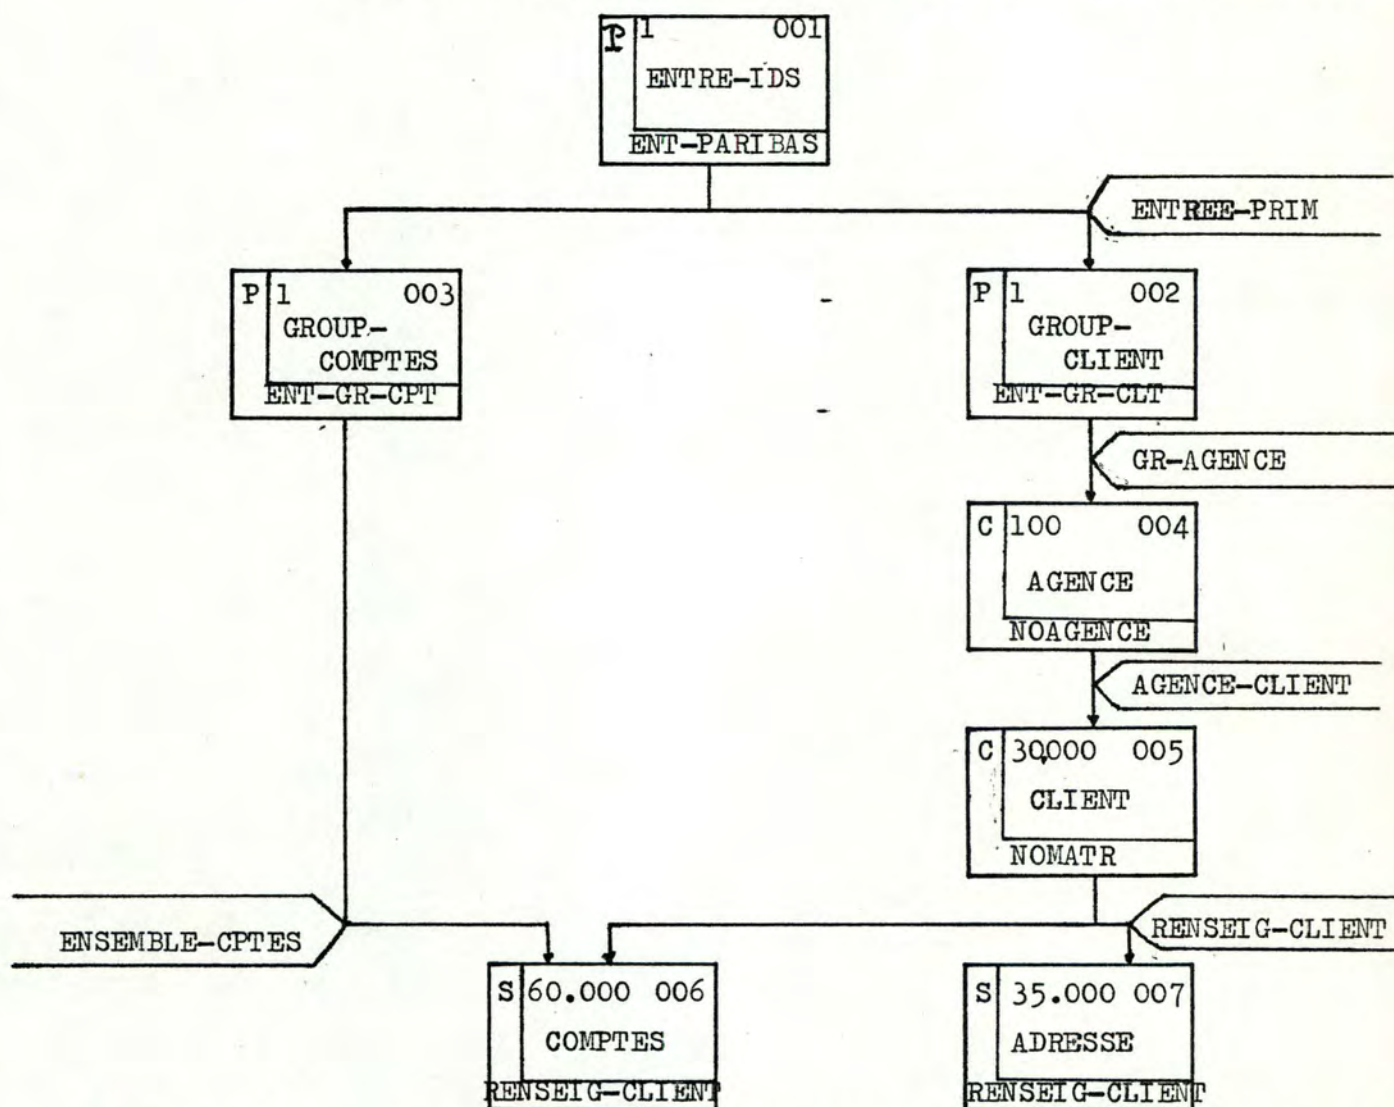 P 1 001
ENTRE-IDS
ENT-PARIBAS
ENTREE-PRIM
P 1 003
GROUP-
COMPTES
ENT-GR-CPT
P 1 002
GROUP-
CLIENT
ENT-GR-CLT
GR-AGENCE
C 100 004
AGENCE
NOAGENCE
AGENCE-CLIENT
C 30.000 005
CLIENT
NOMATR
ENSEMBLE-CPTES
RENSEIG-CLIENT
S 60.000 006
COMPTES
RENSEIG-CLIENT
S 35.000 007
ADRESSE
RENSEIG-CLIENT